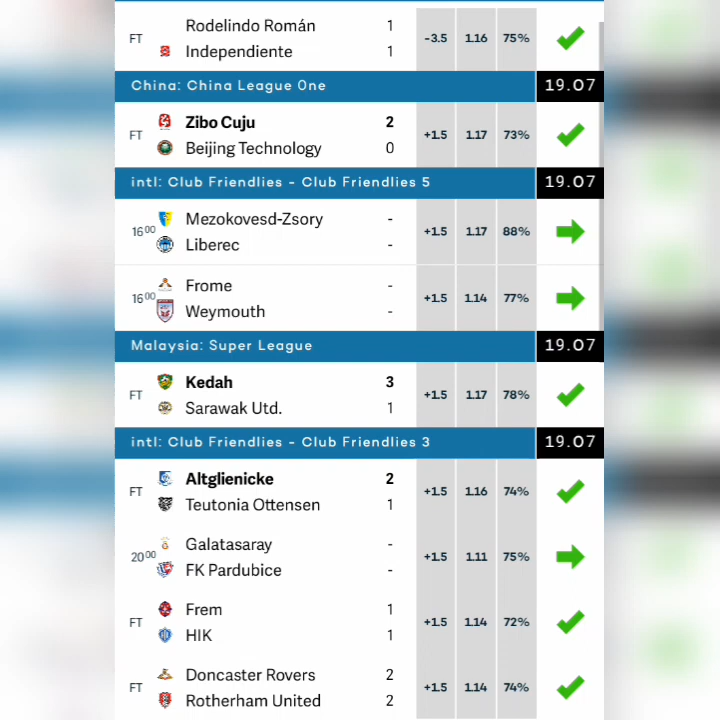 Rodelindo Román 1
FT -3.5 1.16 75%
Independiente 1
China: China League One 19.07
Zibo Cuju 2
FT +1.5 1.17 73%
Beijing Technology 0
intl: Club Friendlies - Club Friendlies 5 19.07
Mezokovesd-Zsory -
16 00 +1.5 1.17 88%
Liberec -
Frome -
16 00 +1.5 1.14 77%
Weymouth -
Malaysia: Super League 19.07
Kedah 3
FT +1.5 1.17 78%
Sarawak Utd. 1
intl: Club Friendlies - Club Friendlies 3 19.07
Altglienicke 2
FT +1.5 1.16 74%
Teutonia Ottensen 1
Galatasaray -
20 00 +1.5 1.11 75%
FK Pardubice -
Frem 1
FT +1.5 1.14 72%
HIK 1
Doncaster Rovers 2
FT +1.5 1.14 74%
Rotherham United 2